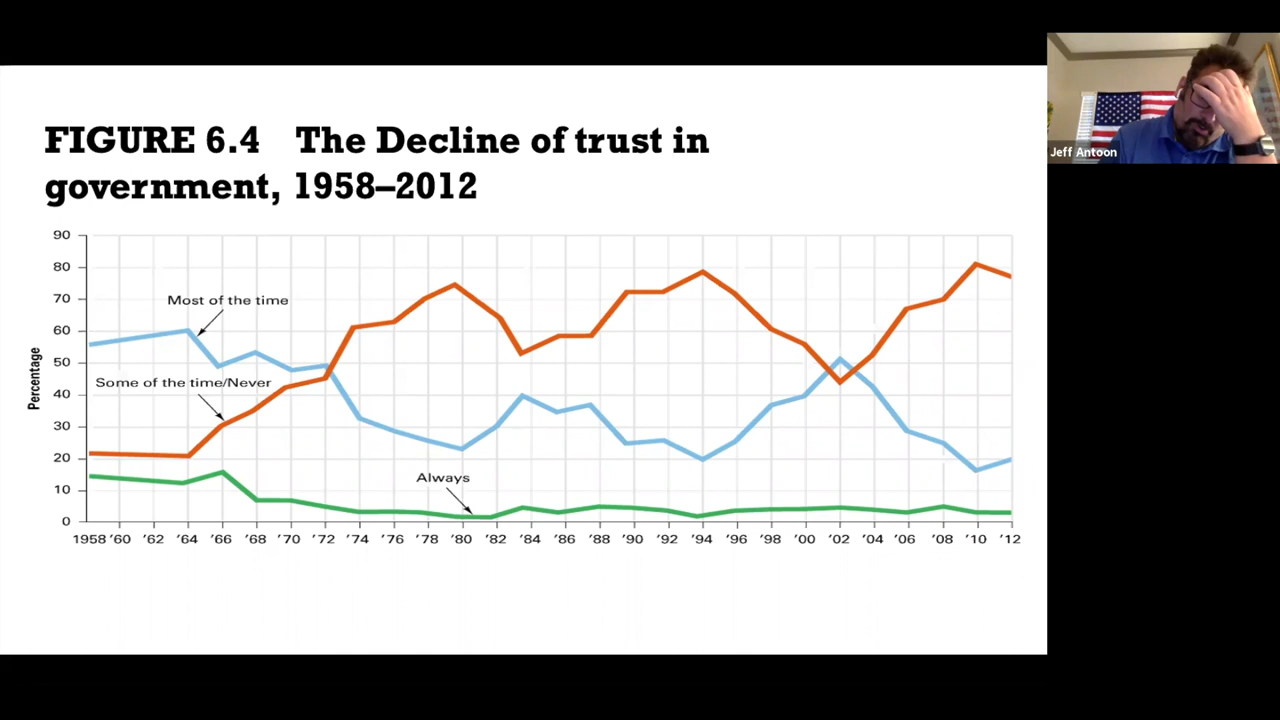 FIGURE 6.4 The Decline of trust in
government, 1958–2012
Jeff Antoon
90
80
70
60
50
40
30
20
10
0
Percentage
Most of the time
Some of the time/Never
Always
1958 ’60 ’62 ’64 ’66 ’68 ’70 ’72 ’74 ’76 ’78 ’80 ’82 ’84 ’86 ’88 ’90 ’92 ’94 ’96 ’98 ’00 ’02 ’04 ’06 ’08 ’10 ’12